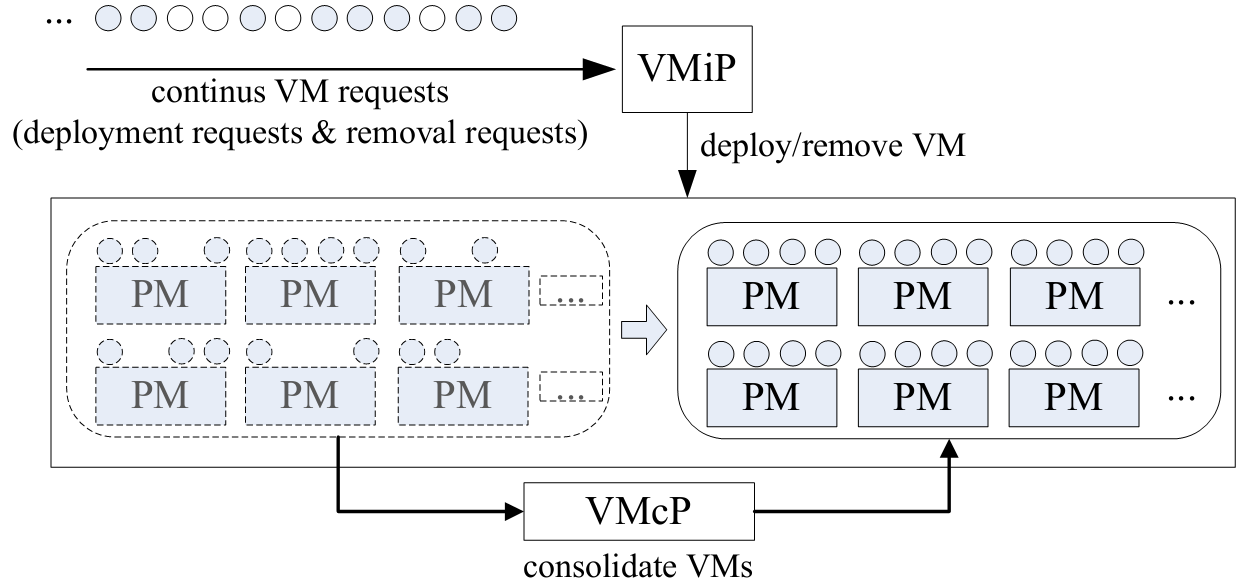 ...
VMiP
continus VM requests
(deployment requests & removal requests)
deploy/remove VM
PM PM PM ...
PM PM PM ...
PM PM PM ...
PM PM PM ...
VMcP
consolidate VMs